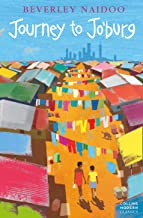 BEVERLEY NAIDOO
Journey to Jo'burg
COLLINS MODERN
CLASSICS